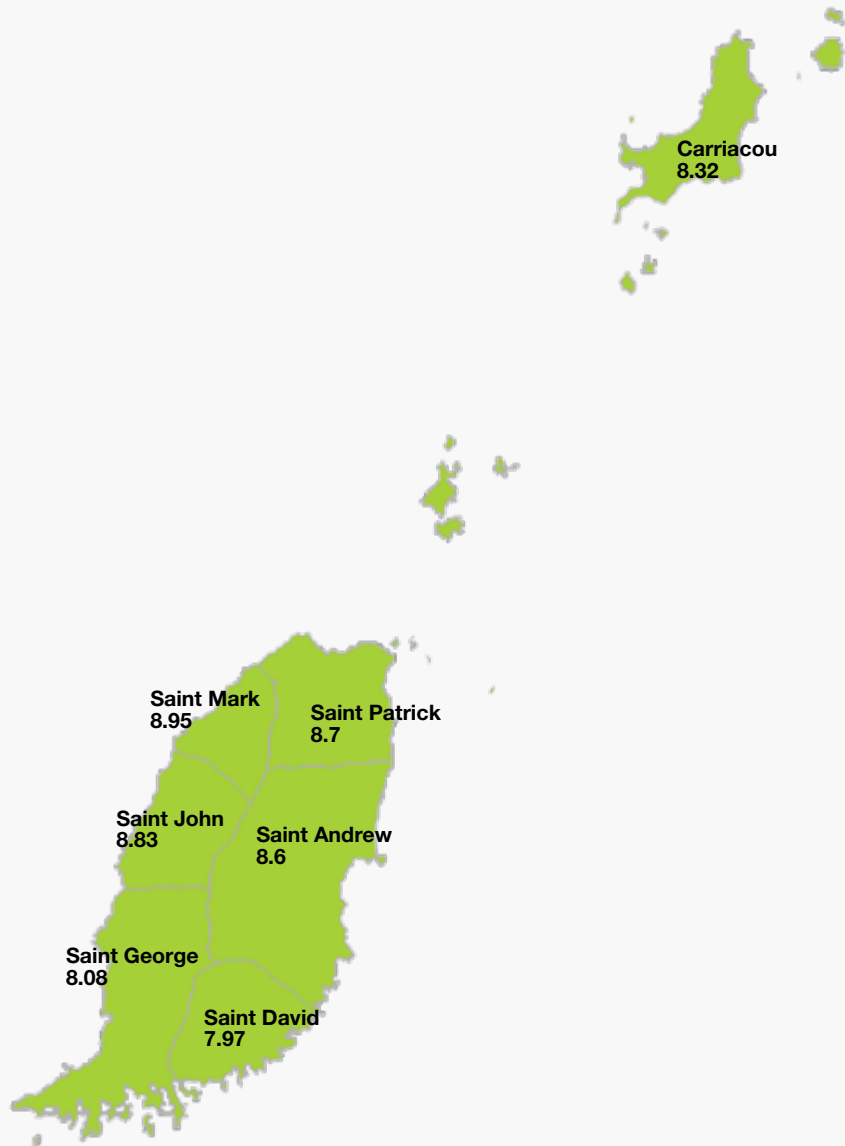 Carriacou
8.32
Saint Mark
8.95
Saint Patrick
8.7
Saint John
8.83
Saint Andrew
8.6
Saint George
8.08
Saint David
7.97